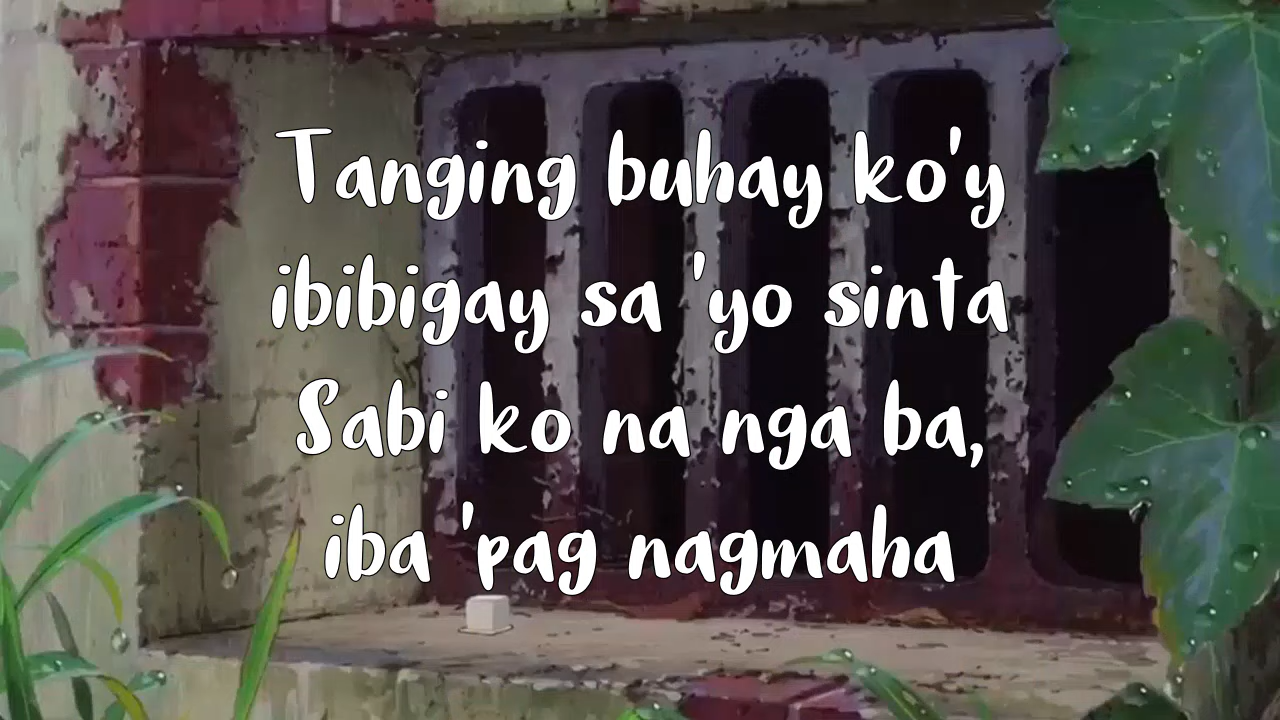 Tanging buhay ko'y
ibibigay sa 'yo sinta
Sabi ko na nga ba,
iba 'pag nagmaha